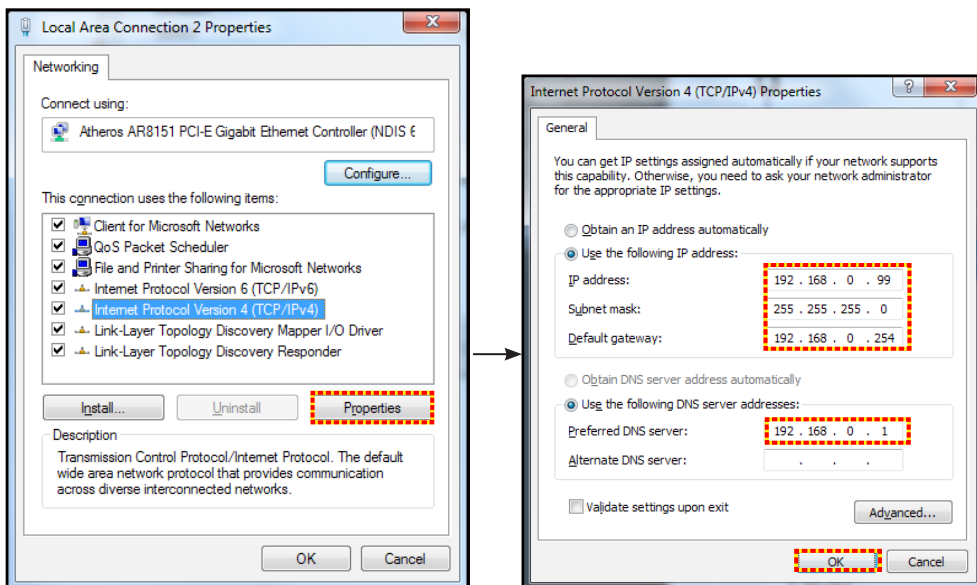 Local Area Connection 2 Properties
Networking
Connect using:
Atheros AR8151 PCI-E Gigabit Ethernet Controller (NDIS 6
Configure...
This connection uses the following items:
Client for Microsoft Networks
QoS Packet Scheduler
File and Printer Sharing for Microsoft Networks
Internet Protocol Version 6 (TCP/IPv6)
Internet Protocol Version 4 (TCP/IPv4)
Link-Layer Topology Discovery Mapper I/O Driver
Link-Layer Topology Discovery Responder
Install...
Uninstall
Properties
Description
Transmission Control Protocol/Internet Protocol. The default
wide area network protocol that provides communication
across diverse interconnected networks.
OK
Cancel
Internet Protocol Version 4 (TCP/IPv4) Properties
?
General
You can get IP settings assigned automatically if your network supports
this capability. Otherwise, you need to ask your network administrator
for the appropriate IP settings.
Obtain an IP address automatically
Use the following IP address:
IP address: 192 . 168 . 0 . 99
Subnet mask: 255 . 255 . 255 . 0
Default gateway: 192 . 168 . 0 . 254
Obtain DNS server address automatically
Use the following DNS server addresses:
Preferred DNS server: 192 . 168 . 0 . 1
Alternate DNS server: . . .
Validate settings upon exit
Advanced...
OK
Cancel